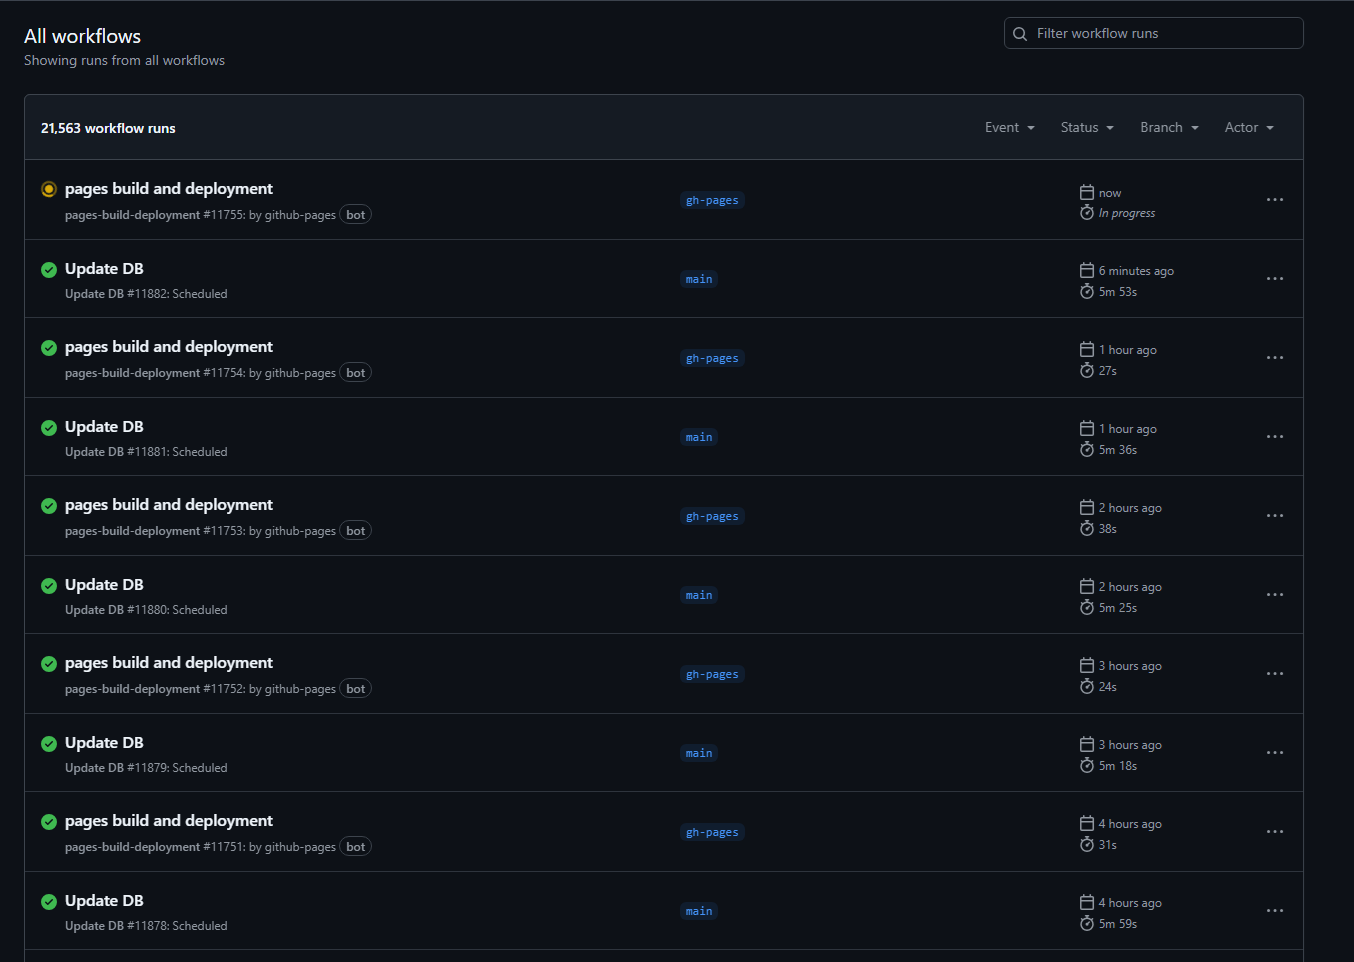 All workflows
Showing runs from all workflows
Filter workflow runs
21,563 workflow runs
Event
Status
Branch
Actor
pages build and deployment
pages-build-deployment #11755: by github-pages bot
gh-pages
now
In progress
Update DB
Update DB #11882: Scheduled
main
6 minutes ago
5m 53s
pages build and deployment
pages-build-deployment #11754: by github-pages bot
gh-pages
1 hour ago
27s
Update DB
Update DB #11881: Scheduled
main
1 hour ago
5m 36s
pages build and deployment
pages-build-deployment #11753: by github-pages bot
gh-pages
2 hours ago
38s
Update DB
Update DB #11880: Scheduled
main
2 hours ago
5m 25s
pages build and deployment
pages-build-deployment #11752: by github-pages bot
gh-pages
3 hours ago
24s
Update DB
Update DB #11879: Scheduled
main
3 hours ago
5m 18s
pages build and deployment
pages-build-deployment #11751: by github-pages bot
gh-pages
4 hours ago
31s
Update DB
Update DB #11878: Scheduled
main
4 hours ago
5m 59s